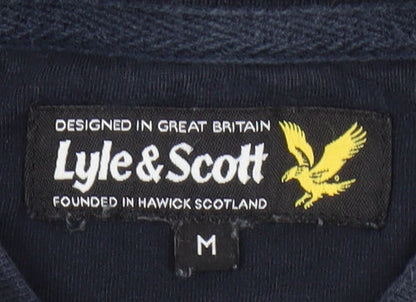 DESIGNED IN GREAT BRITAIN
Lyle & Scott
FOUNDED IN HAWICK SCOTLAND
M